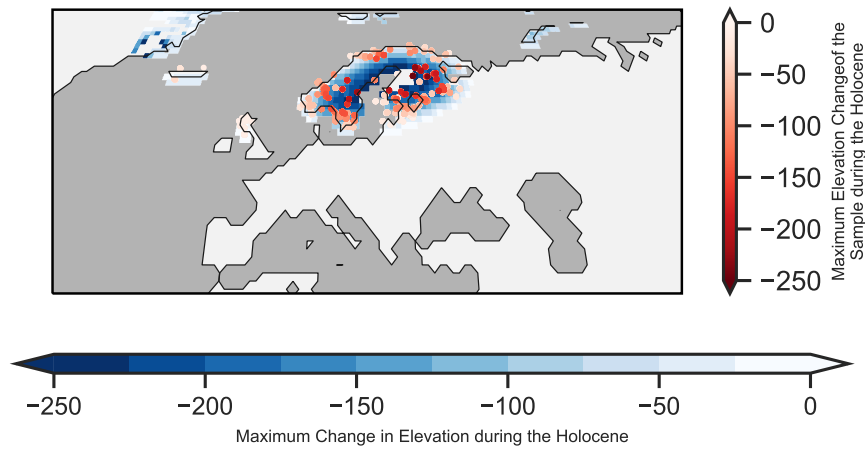 0
−50
−100
−150
−200
−250
Maximum Elevation Changeof the
Sample during the Holocene
−250 −200 −150 −100 −50 0
Maximum Change in Elevation during the Holocene